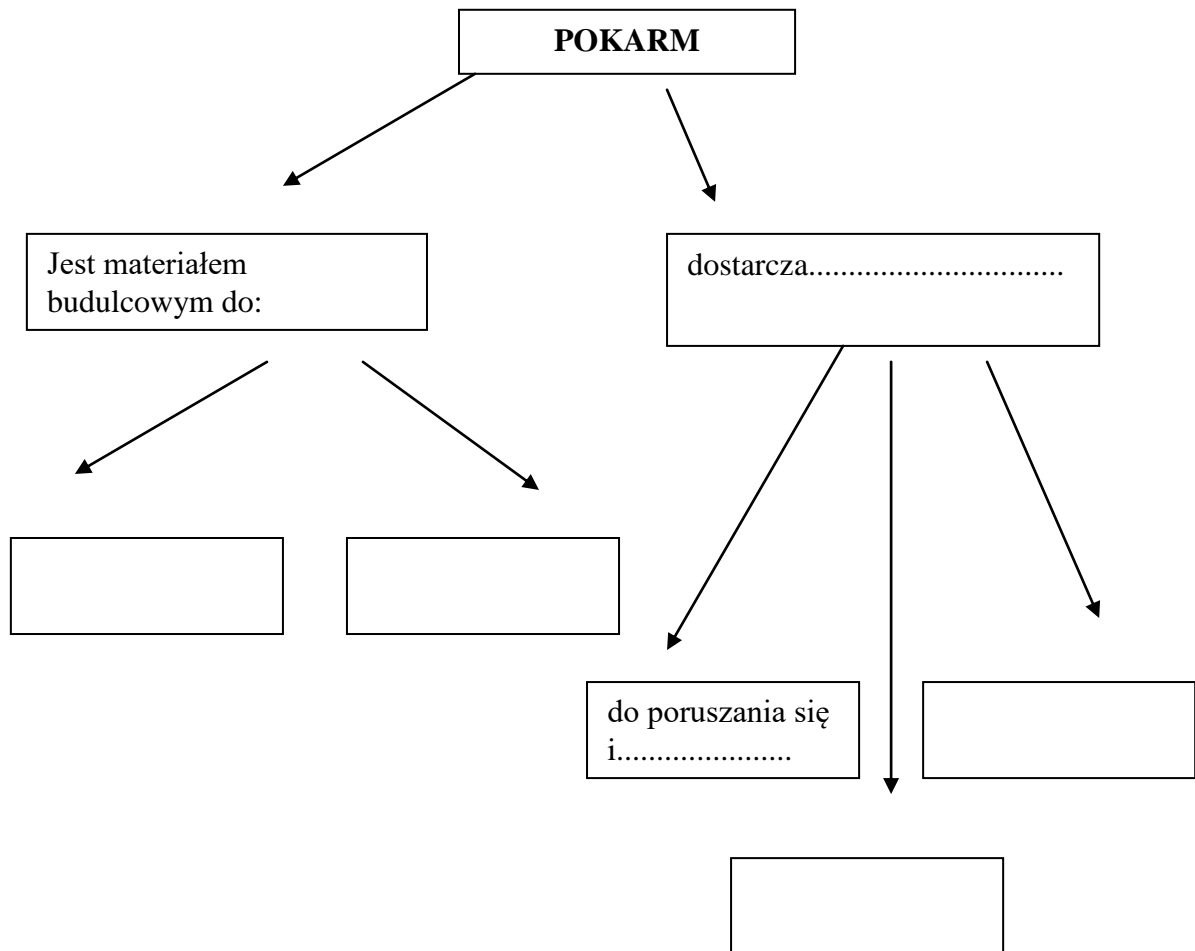 POKARM
Jest materiałem
budulcowym do:
dostarcza................................
do poruszania się
i......................